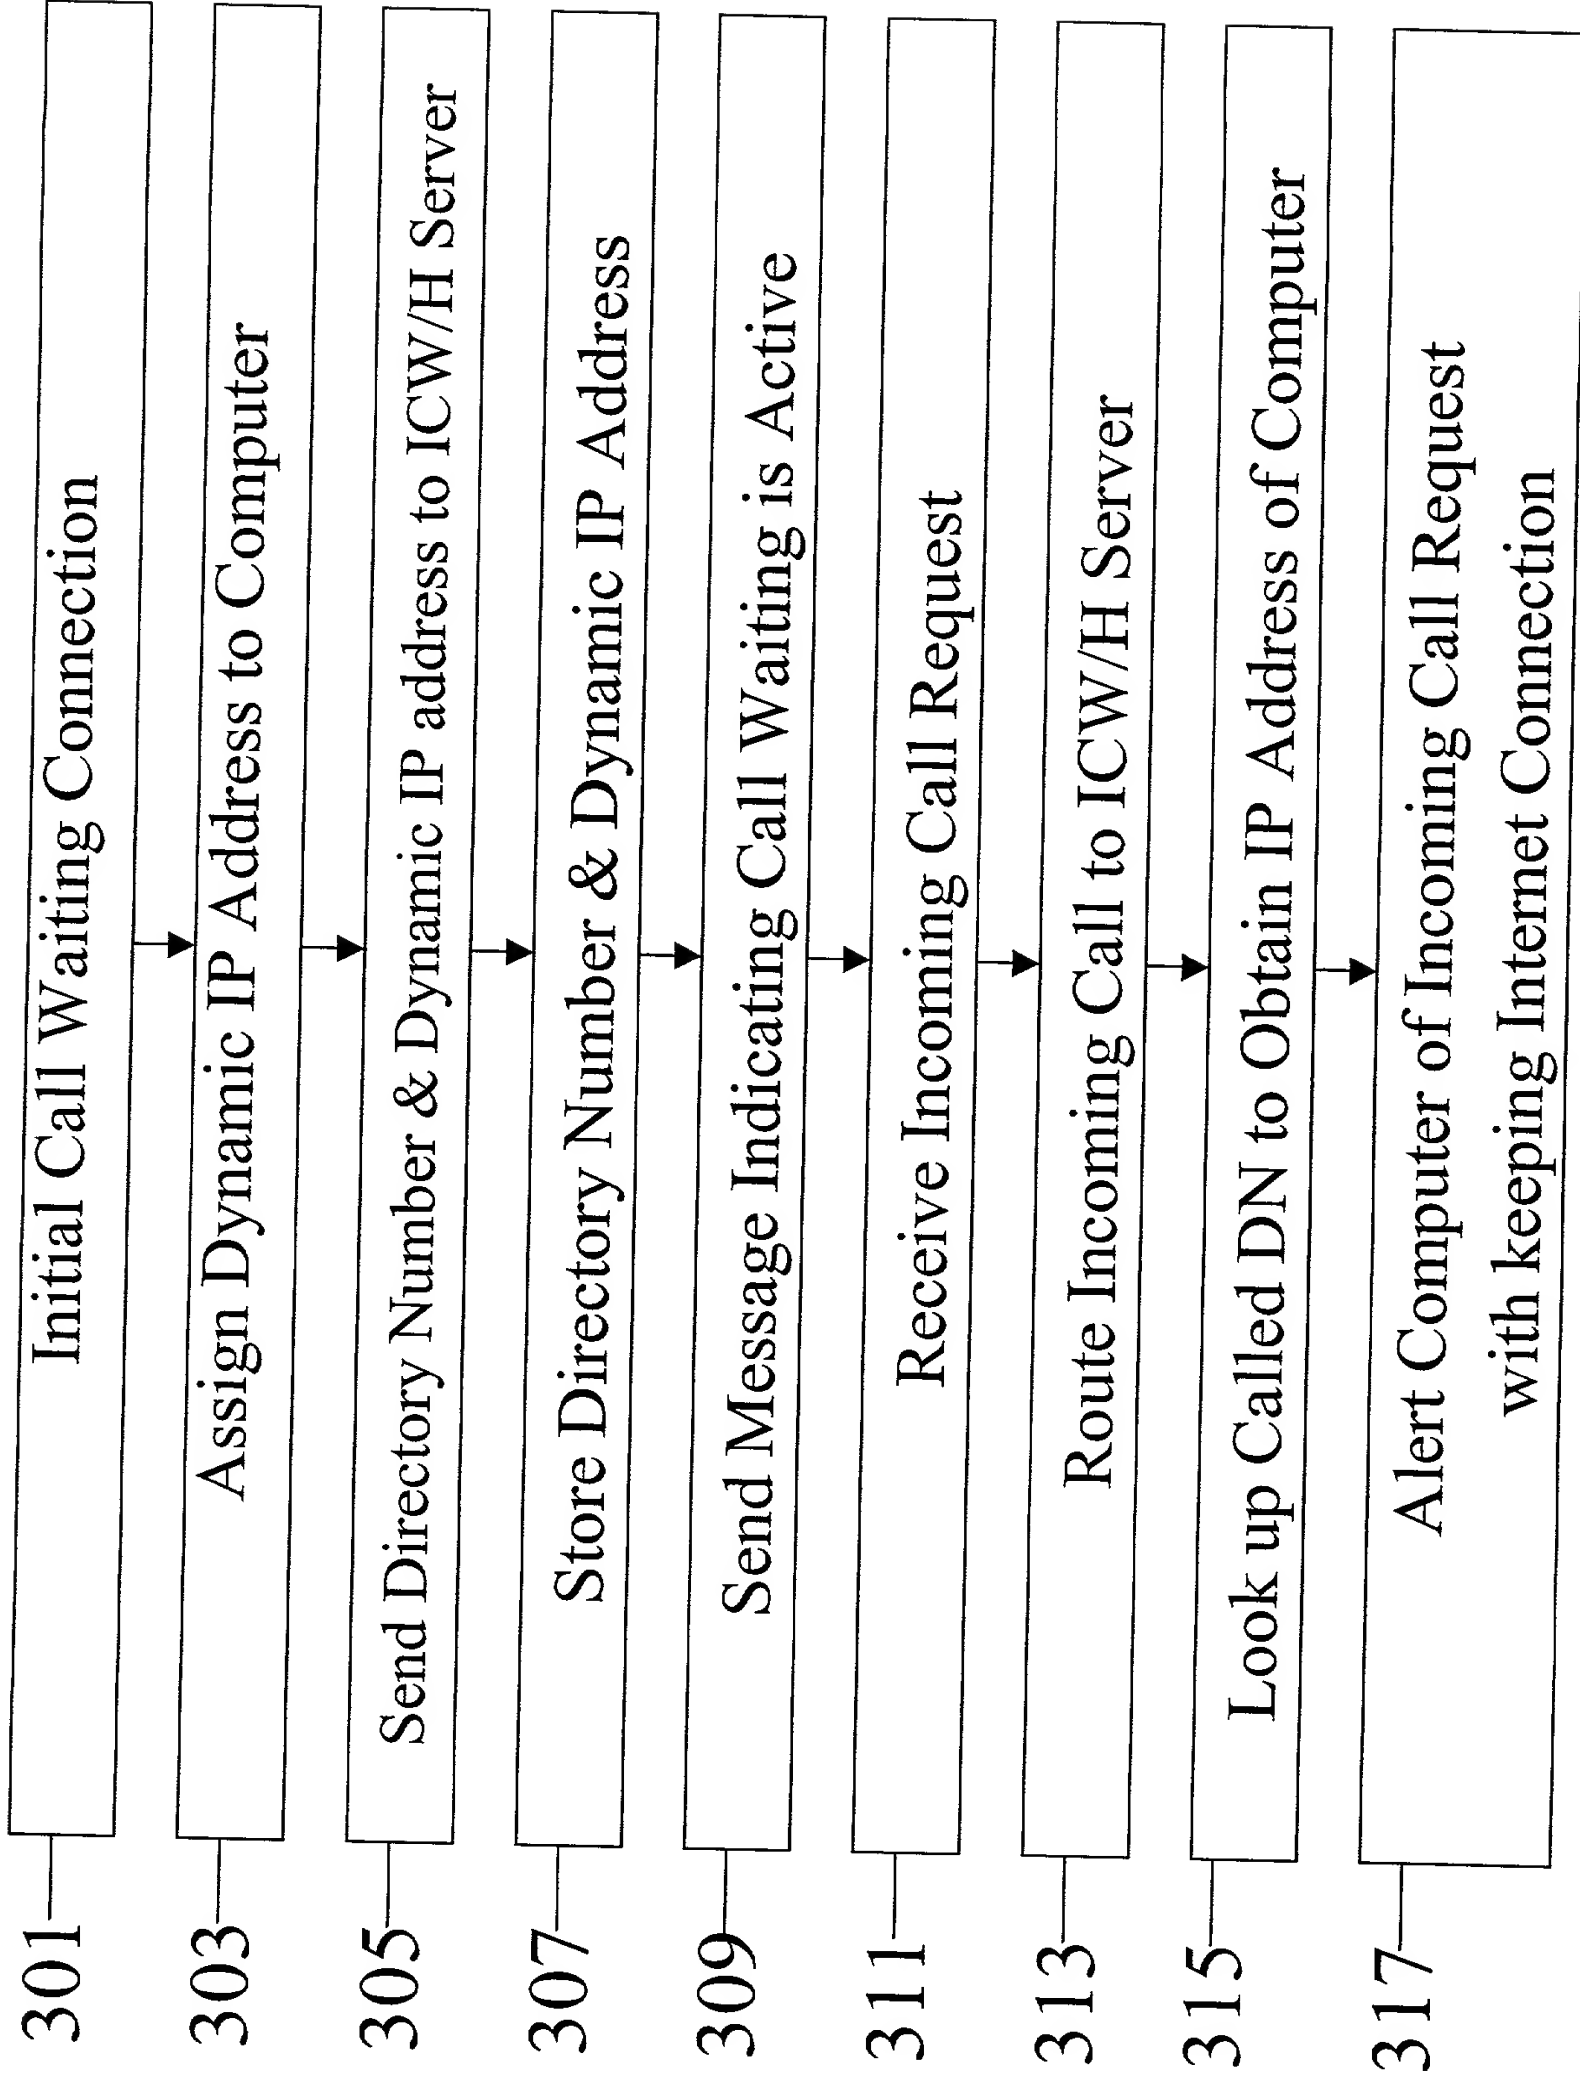 301 Initial Call Waiting Connection
303 Assign Dynamic IP Address to Computer
305 Send Directory Number & Dynamic IP address to ICW/H Server
307 Store Directory Number & Dynamic IP Address
309 Send Message Indicating Call Waiting is Active
311 Receive Incoming Call Request
313 Route Incoming Call to ICW/H Server
315 Look up Called DN to Obtain IP Address of Computer
317 Alert Computer of Incoming Call Request
with keeping Internet Connection